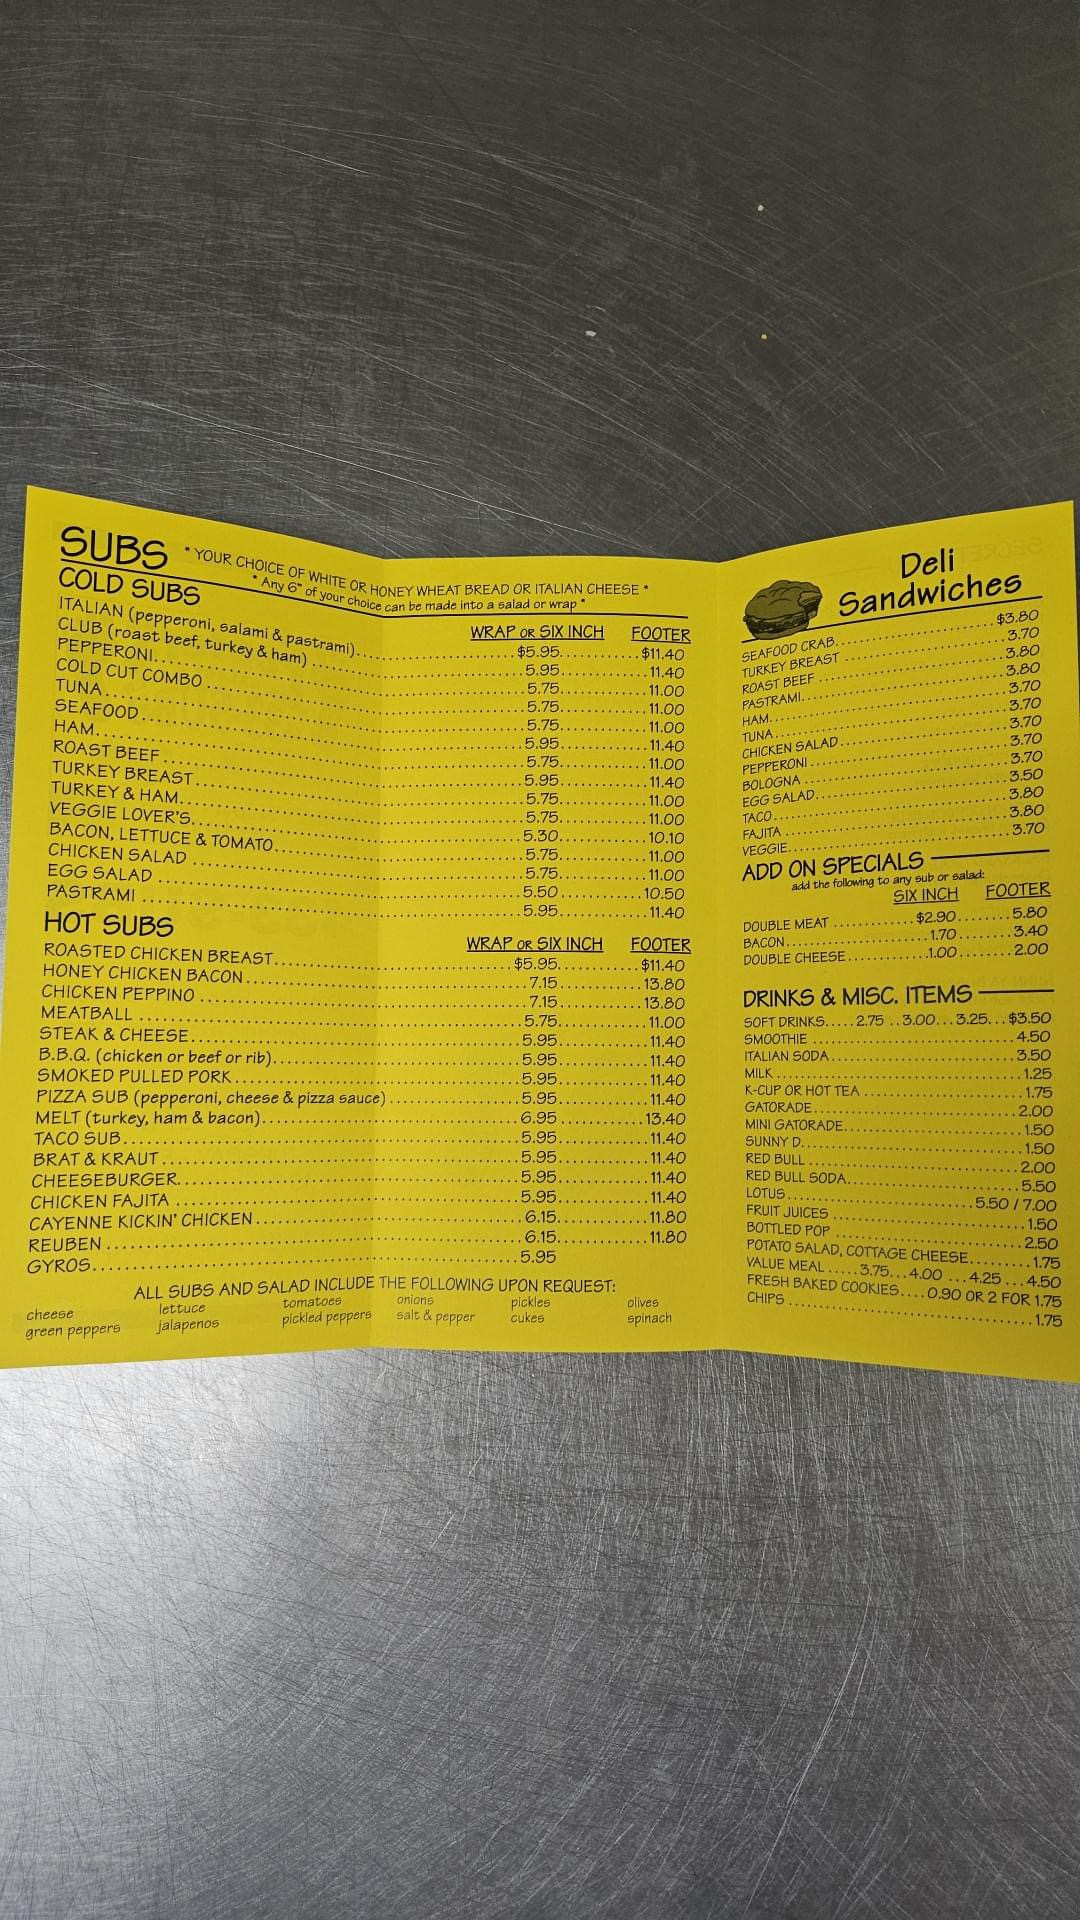 SUBS * YOUR CHOICE OF WHITE OR HONEY WHEAT BREAD OR ITALIAN CHEESE *
* Any 6" of your choice can be made into a salad or wrap *
COLD SUBS WRAP OR SIX INCH FOOTER
ITALIAN (pepperoni, salami & pastrami) $5.95 $11.40
CLUB (roast beef, turkey & ham) 5.95 11.40
PEPPERONI 5.75 11.00
COLD CUT COMBO 5.75 11.00
TUNA 5.75 11.00
SEAFOOD 5.95 11.40
HAM 5.75 11.00
ROAST BEEF 5.95 11.40
TURKEY BREAST 5.75 11.00
TURKEY & HAM 5.75 11.00
VEGGIE LOVER'S 5.30 10.10
BACON, LETTUCE & TOMATO 5.75 11.00
CHICKEN SALAD 5.75 11.00
EGG SALAD 5.50 10.50
PASTRAMI 5.95 11.40
HOT SUBS WRAP OR SIX INCH FOOTER
ROASTED CHICKEN BREAST $5.95 $11.40
HONEY CHICKEN BACON 7.15 13.80
CHICKEN PEPPINO 7.15 13.80
MEATBALL 5.75 11.00
STEAK & CHEESE 5.95 11.40
B.B.Q. (chicken or beef or rib) 5.95 11.40
SMOKED PULLED PORK 5.95 11.40
PIZZA SUB (pepperoni, cheese & pizza sauce) 5.95 11.40
MELT (turkey, ham & bacon) 6.95 13.40
TACO SUB 5.95 11.40
BRAT & KRAUT 5.95 11.40
CHEESEBURGER 5.95 11.40
CHICKEN FAJITA 5.95 11.40
CAYENNE KICKIN' CHICKEN 6.15 11.80
REUBEN 6.15 11.80
GYROS 5.95
ALL SUBS AND SALAD INCLUDE THE FOLLOWING UPON REQUEST:
cheese lettuce tomatoes onions pickles olives
green peppers jalapenos pickled peppers salt & pepper cukes spinach
Deli
Sandwiches
SEAFOOD CRAB $3.80
TURKEY BREAST 3.70
ROAST BEEF 3.80
PASTRAMI 3.80
HAM 3.70
TUNA 3.70
CHICKEN SALAD 3.70
PEPPERONI 3.70
BOLOGNA 3.70
EGG SALAD 3.50
TACO 3.80
FAJITA 3.80
VEGGIE 3.70
ADD ON SPECIALS
add the following to any sub or salad:
SIX INCH FOOTER
DOUBLE MEAT $2.90 5.80
BACON 1.70 3.40
DOUBLE CHEESE 1.00 2.00
DRINKS & MISC. ITEMS
SOFT DRINKS 2.75 3.00 3.25 $3.50
SMOOTHIE 4.50
ITALIAN SODA 3.50
MILK 1.25
K-CUP OR HOT TEA 1.75
GATORADE 2.00
MINI GATORADE 1.50
SUNNY D 1.50
RED BULL 2.00
RED BULL SODA 5.50
LOTUS 5.50 / 7.00
FRUIT JUICES 1.50
BOTTLED POP 2.50
POTATO SALAD, COTTAGE CHEESE 1.75
VALUE MEAL 3.75 4.00 4.25 4.50
FRESH BAKED COOKIES 0.90 OR 2 FOR 1.75
CHIPS 1.75